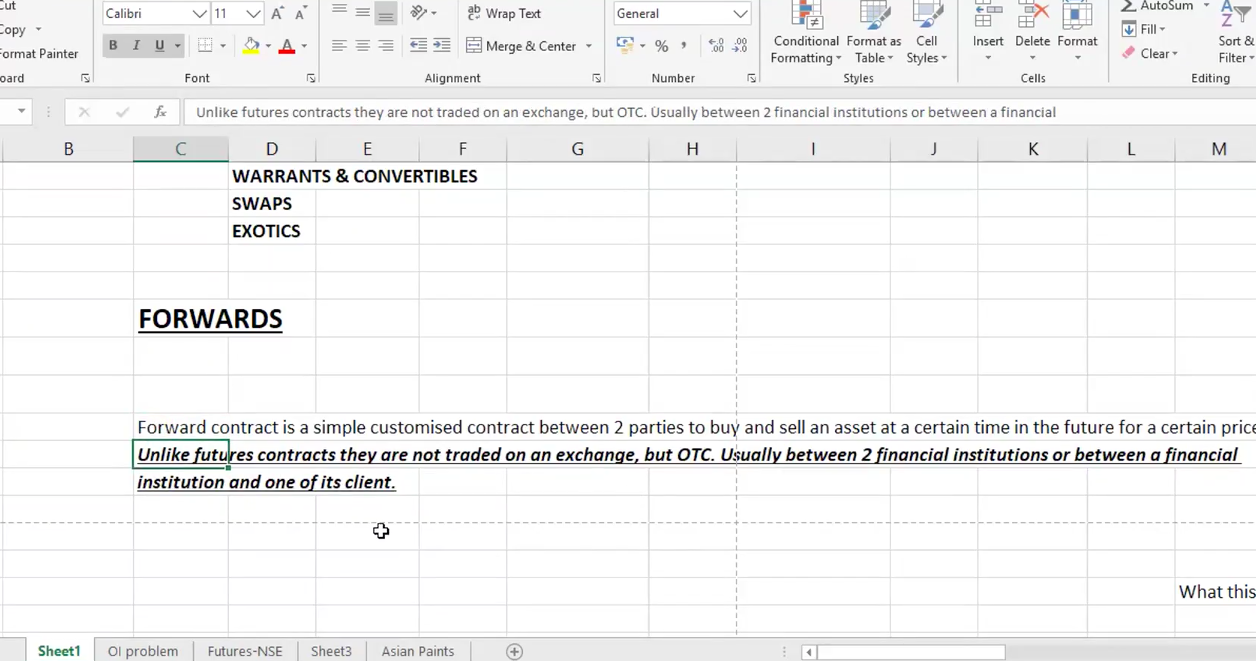 Cut
Calibri 11 A A Wrap Text General AutoSum
Copy Fill
Format Painter B I U A Merge & Center % , Conditional Formatting Format as Table Cell Styles Insert Delete Format Clear Sort & Filter
oard Font Alignment Number Styles Cells Editing
fx Unlike futures contracts they are not traded on an exchange, but OTC. Usually between 2 financial institutions or between a financial
B C D E F G H I J K L M
WARRANTS & CONVERTIBLES
SWAPS
EXOTICS
FORWARDS
Forward contract is a simple customised contract between 2 parties to buy and sell an asset at a certain time in the future for a certain price
Unlike futures contracts they are not traded on an exchange, but OTC. Usually between 2 financial institutions or between a financial
institution and one of its client.
What this
Sheet1 OI problem Futures-NSE Sheet3 Asian Paints